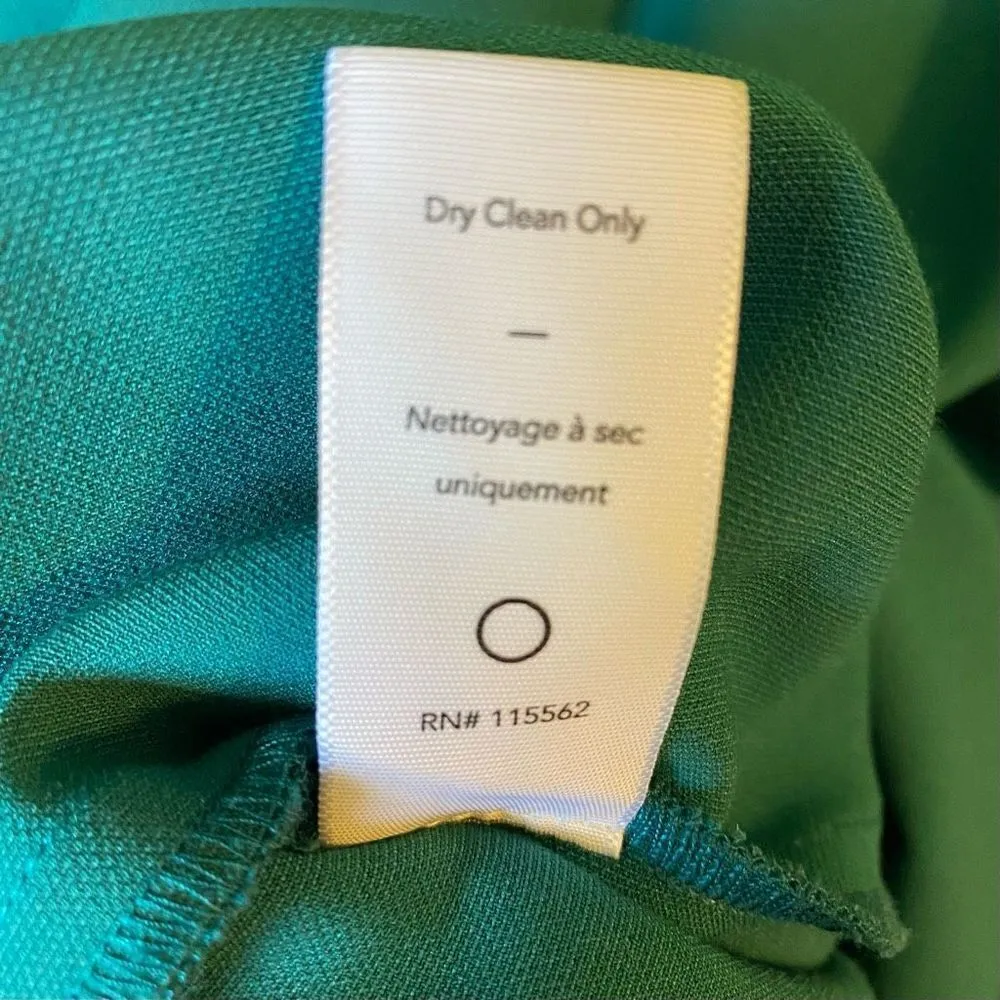 Dry Clean Only
—
Nettoyage à sec
uniquement
RN# 115562